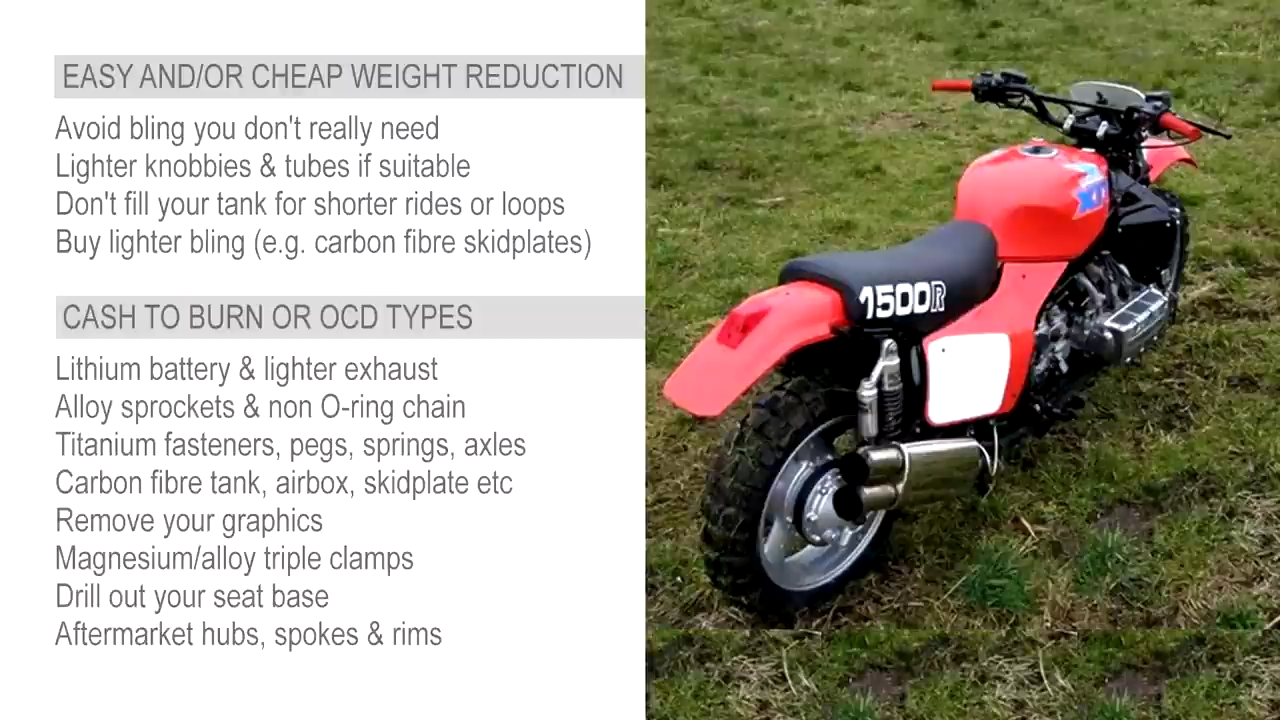 EASY AND/OR CHEAP WEIGHT REDUCTION
Avoid bling you don't really need
Lighter knobbies & tubes if suitable
Don't fill your tank for shorter rides or loops
Buy lighter bling (e.g. carbon fibre skidplates)
CASH TO BURN OR OCD TYPES
Lithium battery & lighter exhaust
Alloy sprockets & non O-ring chain
Titanium fasteners, pegs, springs, axles
Carbon fibre tank, airbox, skidplate etc
Remove your graphics
Magnesium/alloy triple clamps
Drill out your seat base
Aftermarket hubs, spokes & rims
1500R